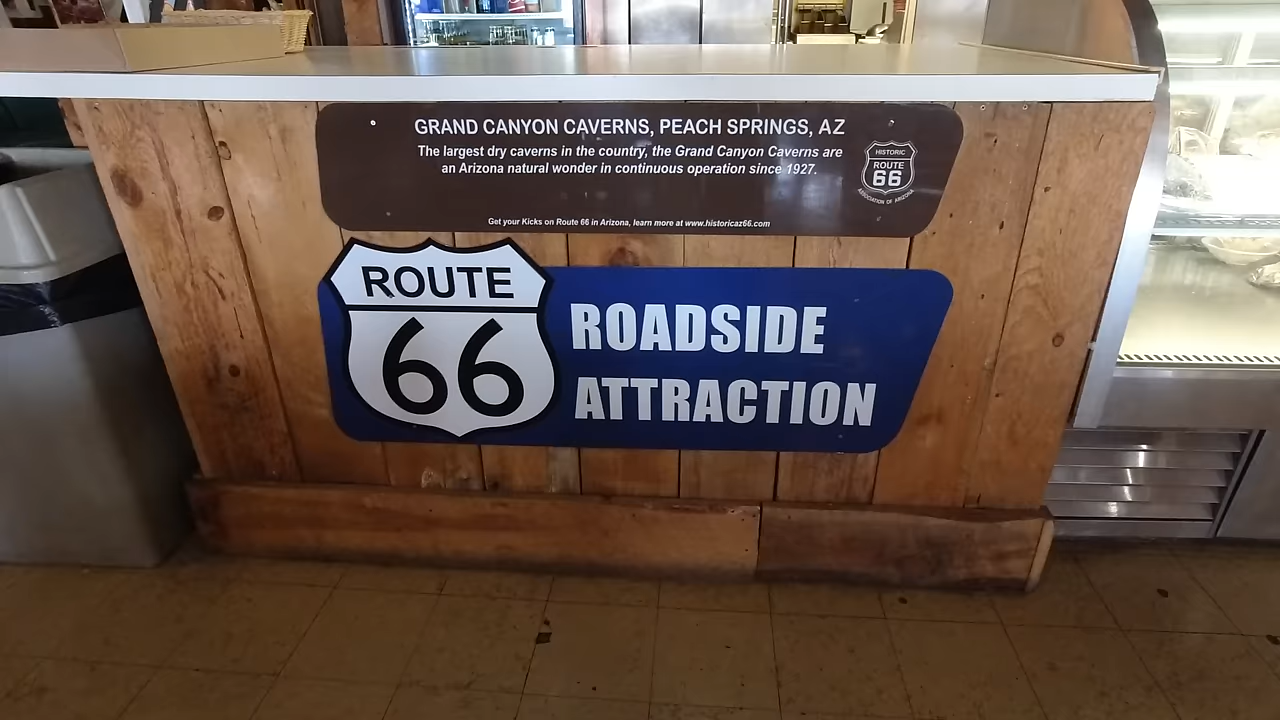 GRAND CANYON CAVERNS, PEACH SPRINGS, AZ
The largest dry caverns in the country, the Grand Canyon Caverns are
an Arizona natural wonder in continuous operation since 1927.
HISTORIC
ROUTE
66
ASSOCIATION OF ARIZONA
Get your Kicks on Route 66 in Arizona, learn more at www.historicaz66.com
ROUTE
66
ROADSIDE
ATTRACTION